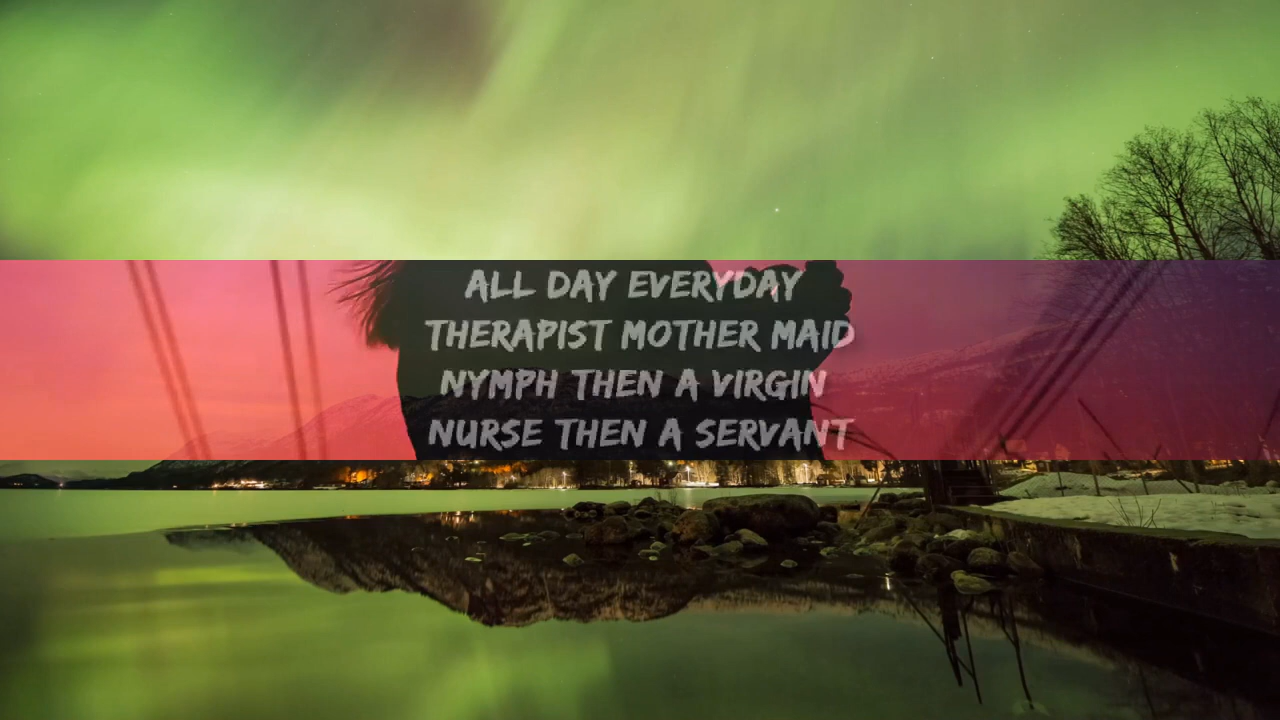 ALL DAY EVERYDAY
THERAPIST MOTHER MAID
NYMPH THEN A VIRGIN
NURSE THEN A SERVANT